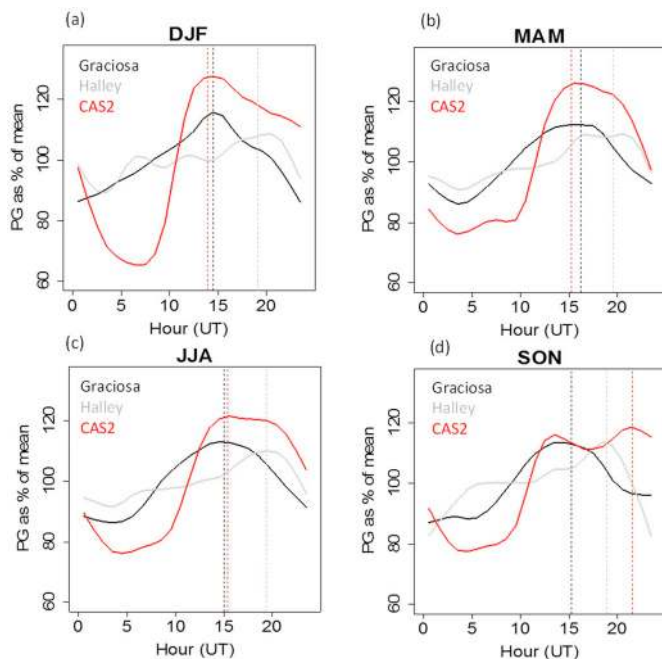 (a)
DJF
Graciosa
Halley
CAS2
PG as % of mean
60 80 100 120
0 5 10 15 20
Hour (UT)
(b)
MAM
Graciosa
Halley
CAS2
PG as % of mean
60 80 100 120
0 5 10 15 20
Hour (UT)
(c)
JJA
Graciosa
Halley
CAS2
PG as % of mean
60 80 100 120
0 5 10 15 20
Hour (UT)
(d)
SON
Graciosa
Halley
CAS2
PG as % of mean
60 80 100 120
0 5 10 15 20
Hour (UT)